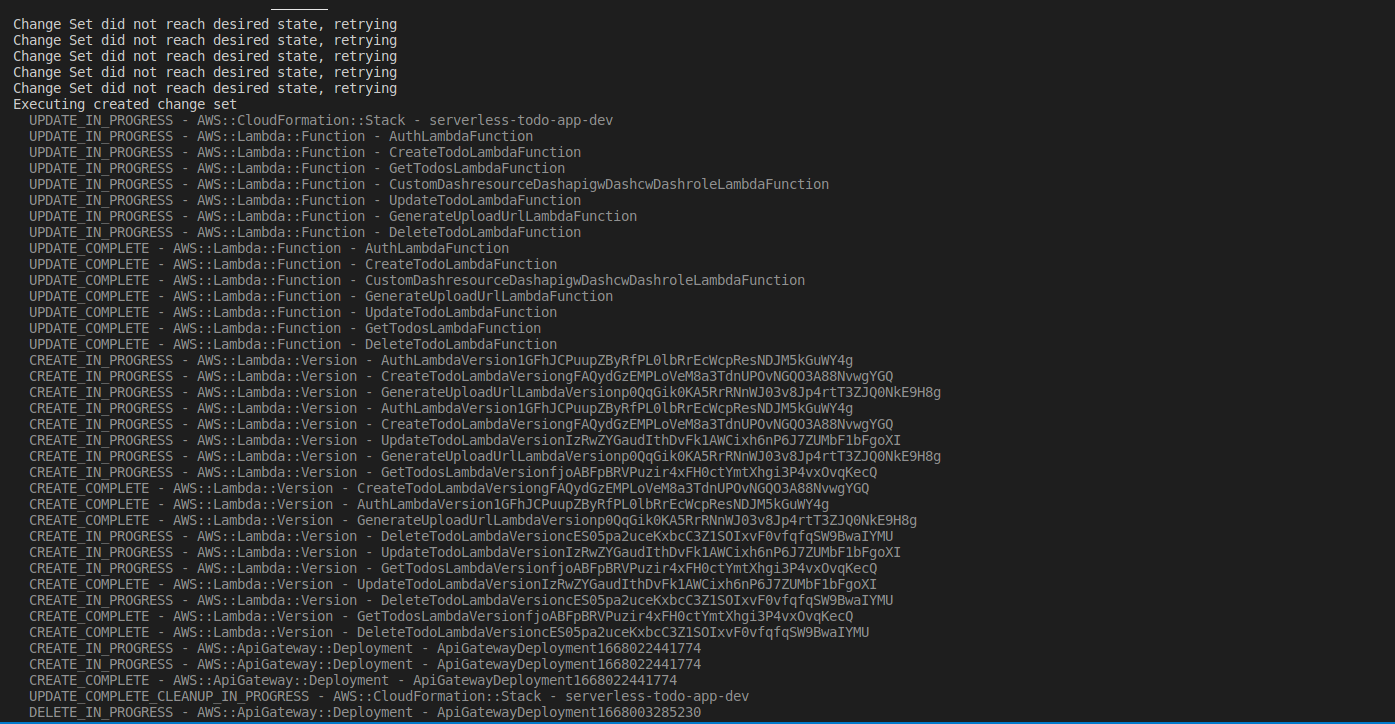 Change Set did not reach desired state, retrying
Change Set did not reach desired state, retrying
Change Set did not reach desired state, retrying
Change Set did not reach desired state, retrying
Change Set did not reach desired state, retrying
Executing created change set
UPDATE_IN_PROGRESS - AWS::CloudFormation::Stack - serverless-todo-app-dev
UPDATE_IN_PROGRESS - AWS::Lambda::Function - AuthLambdaFunction
UPDATE_IN_PROGRESS - AWS::Lambda::Function - CreateTodoLambdaFunction
UPDATE_IN_PROGRESS - AWS::Lambda::Function - GetTodosLambdaFunction
UPDATE_IN_PROGRESS - AWS::Lambda::Function - CustomDashresourceDashapigwDashcwDashroleLambdaFunction
UPDATE_IN_PROGRESS - AWS::Lambda::Function - UpdateTodoLambdaFunction
UPDATE_IN_PROGRESS - AWS::Lambda::Function - GenerateUploadUrlLambdaFunction
UPDATE_IN_PROGRESS - AWS::Lambda::Function - DeleteTodoLambdaFunction
UPDATE_COMPLETE - AWS::Lambda::Function - AuthLambdaFunction
UPDATE_COMPLETE - AWS::Lambda::Function - CreateTodoLambdaFunction
UPDATE_COMPLETE - AWS::Lambda::Function - CustomDashresourceDashapigwDashcwDashroleLambdaFunction
UPDATE_COMPLETE - AWS::Lambda::Function - GenerateUploadUrlLambdaFunction
UPDATE_COMPLETE - AWS::Lambda::Function - UpdateTodoLambdaFunction
UPDATE_COMPLETE - AWS::Lambda::Function - GetTodosLambdaFunction
UPDATE_COMPLETE - AWS::Lambda::Function - DeleteTodoLambdaFunction
CREATE_IN_PROGRESS - AWS::Lambda::Version - AuthLambdaVersion1GFhJCPuupZByRfPL0lbRrEcWcpResNDJM5kGuWY4g
CREATE_IN_PROGRESS - AWS::Lambda::Version - CreateTodoLambdaVersiongFAQydGzEMPLoVeM8a3TdnUPOvNGQO3A88NvwgYGQ
CREATE_IN_PROGRESS - AWS::Lambda::Version - GenerateUploadUrlLambdaVersionp0QqGik0KA5RrRNnWJ03v8Jp4rtT3ZJQ0NkE9H8g
CREATE_IN_PROGRESS - AWS::Lambda::Version - AuthLambdaVersion1GFhJCPuupZByRfPL0lbRrEcWcpResNDJM5kGuWY4g
CREATE_IN_PROGRESS - AWS::Lambda::Version - CreateTodoLambdaVersiongFAQydGzEMPLoVeM8a3TdnUPOvNGQO3A88NvwgYGQ
CREATE_IN_PROGRESS - AWS::Lambda::Version - UpdateTodoLambdaVersionIzRwZYGaudIthDvFk1AWCixh6nP6J7ZUMbF1bFgoXI
CREATE_IN_PROGRESS - AWS::Lambda::Version - GenerateUploadUrlLambdaVersionp0QqGik0KA5RrRNnWJ03v8Jp4rtT3ZJQ0NkE9H8g
CREATE_IN_PROGRESS - AWS::Lambda::Version - GetTodosLambdaVersionfjoABFpBRVPuzir4xFH0ctYmtXhgi3P4vxOvqKecQ
CREATE_COMPLETE - AWS::Lambda::Version - CreateTodoLambdaVersiongFAQydGzEMPLoVeM8a3TdnUPOvNGQO3A88NvwgYGQ
CREATE_COMPLETE - AWS::Lambda::Version - AuthLambdaVersion1GFhJCPuupZByRfPL0lbRrEcWcpResNDJM5kGuWY4g
CREATE_COMPLETE - AWS::Lambda::Version - GenerateUploadUrlLambdaVersionp0QqGik0KA5RrRNnWJ03v8Jp4rtT3ZJQ0NkE9H8g
CREATE_IN_PROGRESS - AWS::Lambda::Version - DeleteTodoLambdaVersioncES05pa2uceKxbcC3Z1SOIxvF0vfqfqSW9BwaIYMU
CREATE_IN_PROGRESS - AWS::Lambda::Version - UpdateTodoLambdaVersionIzRwZYGaudIthDvFk1AWCixh6nP6J7ZUMbF1bFgoXI
CREATE_IN_PROGRESS - AWS::Lambda::Version - GetTodosLambdaVersionfjoABFpBRVPuzir4xFH0ctYmtXhgi3P4vxOvqKecQ
CREATE_COMPLETE - AWS::Lambda::Version - UpdateTodoLambdaVersionIzRwZYGaudIthDvFk1AWCixh6nP6J7ZUMbF1bFgoXI
CREATE_IN_PROGRESS - AWS::Lambda::Version - DeleteTodoLambdaVersioncES05pa2uceKxbcC3Z1SOIxvF0vfqfqSW9BwaIYMU
CREATE_COMPLETE - AWS::Lambda::Version - GetTodosLambdaVersionfjoABFpBRVPuzir4xFH0ctYmtXhgi3P4vxOvqKecQ
CREATE_COMPLETE - AWS::Lambda::Version - DeleteTodoLambdaVersioncES05pa2uceKxbcC3Z1SOIxvF0vfqfqSW9BwaIYMU
CREATE_IN_PROGRESS - AWS::ApiGateway::Deployment - ApiGatewayDeployment1668022441774
CREATE_IN_PROGRESS - AWS::ApiGateway::Deployment - ApiGatewayDeployment1668022441774
CREATE_COMPLETE - AWS::ApiGateway::Deployment - ApiGatewayDeployment1668022441774
UPDATE_COMPLETE_CLEANUP_IN_PROGRESS - AWS::CloudFormation::Stack - serverless-todo-app-dev
DELETE_IN_PROGRESS - AWS::ApiGateway::Deployment - ApiGatewayDeployment1668003285230